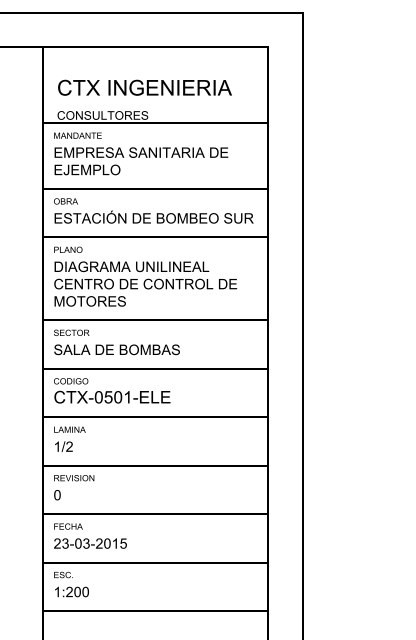 CTX INGENIERIA
CONSULTORES
MANDANTE
EMPRESA SANITARIA DE
EJEMPLO
OBRA
ESTACIÓN DE BOMBEO SUR
PLANO
DIAGRAMA UNILINEAL
CENTRO DE CONTROL DE
MOTORES
SECTOR
SALA DE BOMBAS
CODIGO
CTX-0501-ELE
LAMINA
1/2
REVISION
0
FECHA
23-03-2015
ESC.
1:200